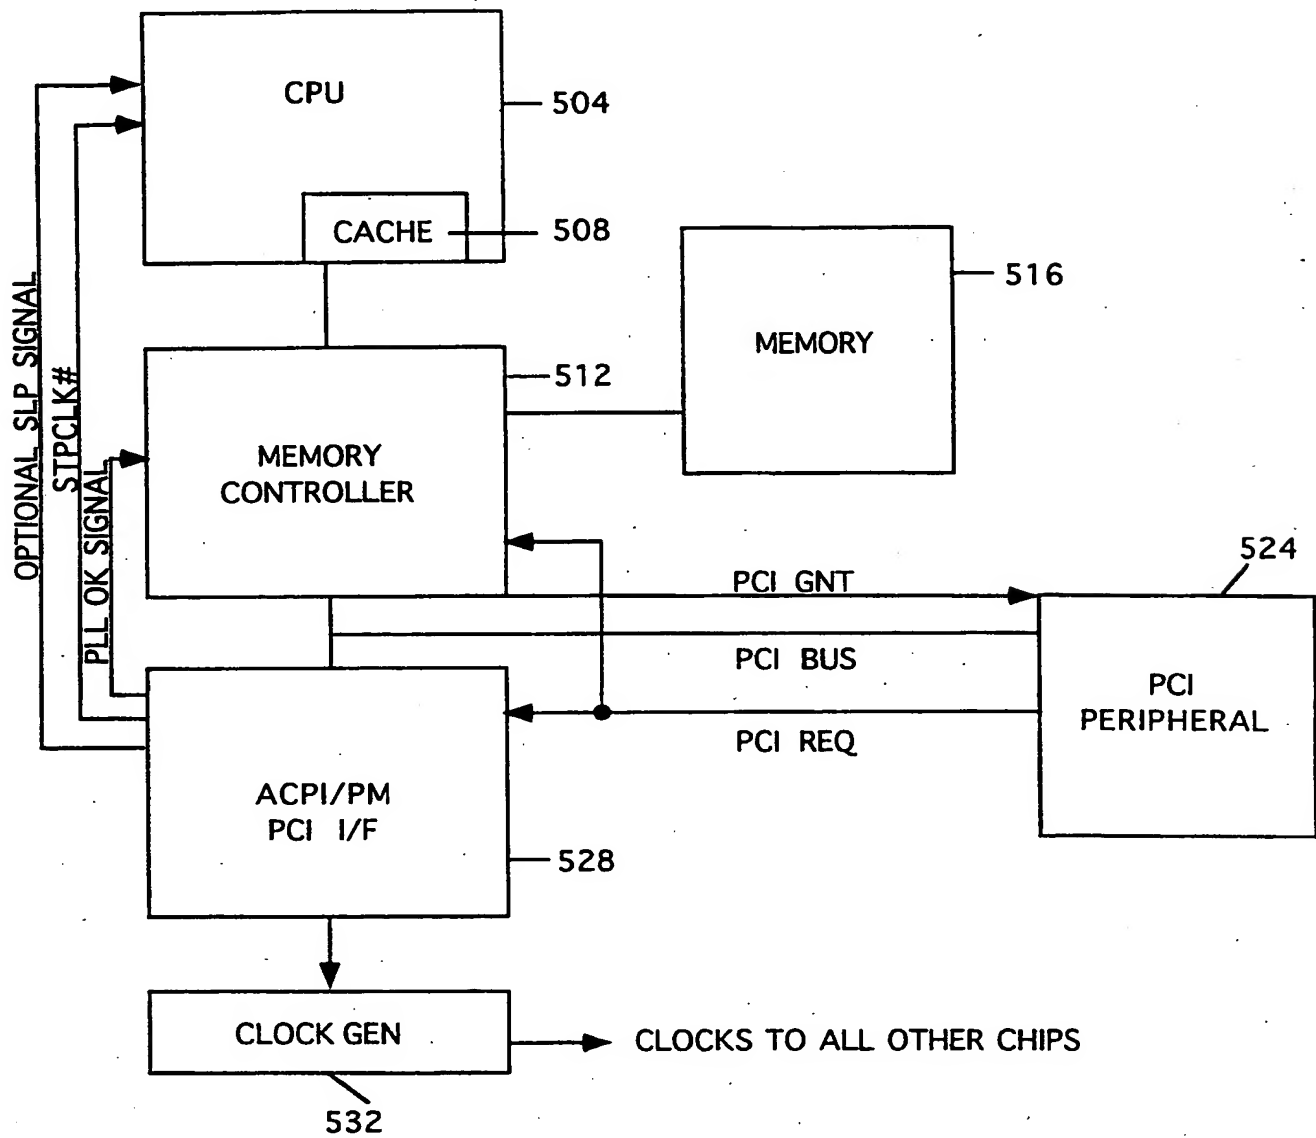 CPU
504
CACHE
508
516
MEMORY
512
MEMORY
CONTROLLER
OPTIONAL SLP SIGNAL
STPCLK#
PLL OK SIGNAL
524
PCI GNT
PCI BUS
PCI REQ
PCI
PERIPHERAL
ACPI/PM
PCI I/F
528
CLOCK GEN
CLOCKS TO ALL OTHER CHIPS
532